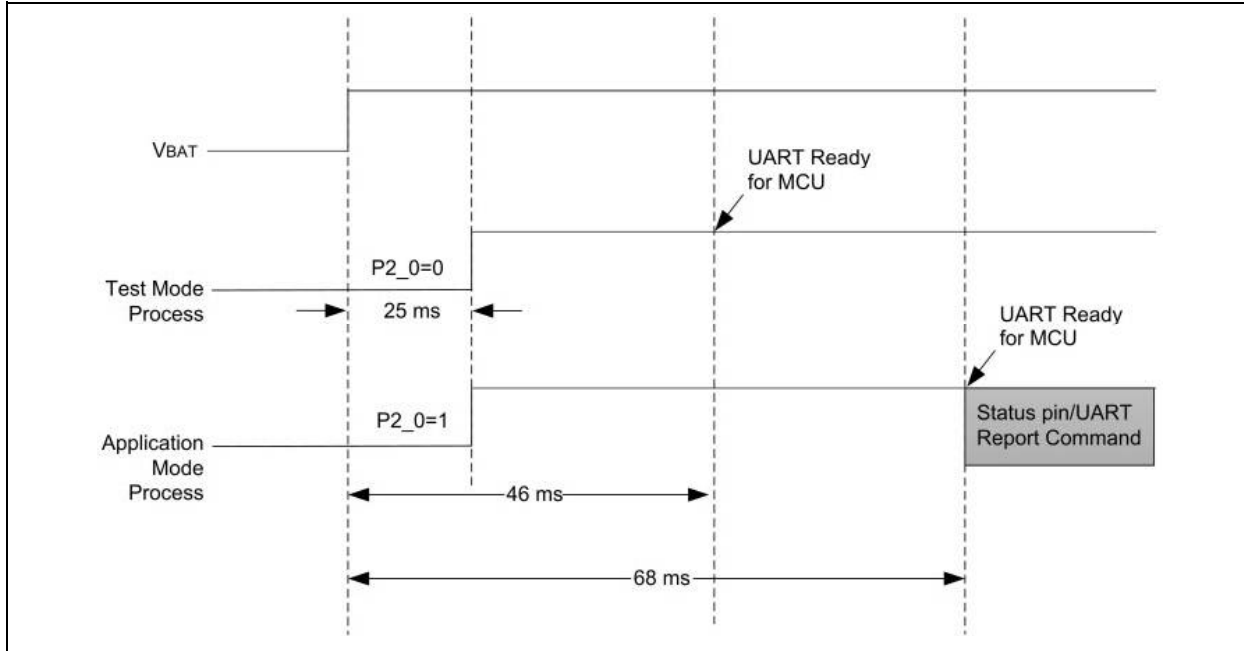 VBAT
UART Ready
for MCU
P2_0=0
Test Mode
Process
25 ms
UART Ready
for MCU
P2_0=1
Status pin/UART
Report Command
Application
Mode
Process
46 ms
68 ms